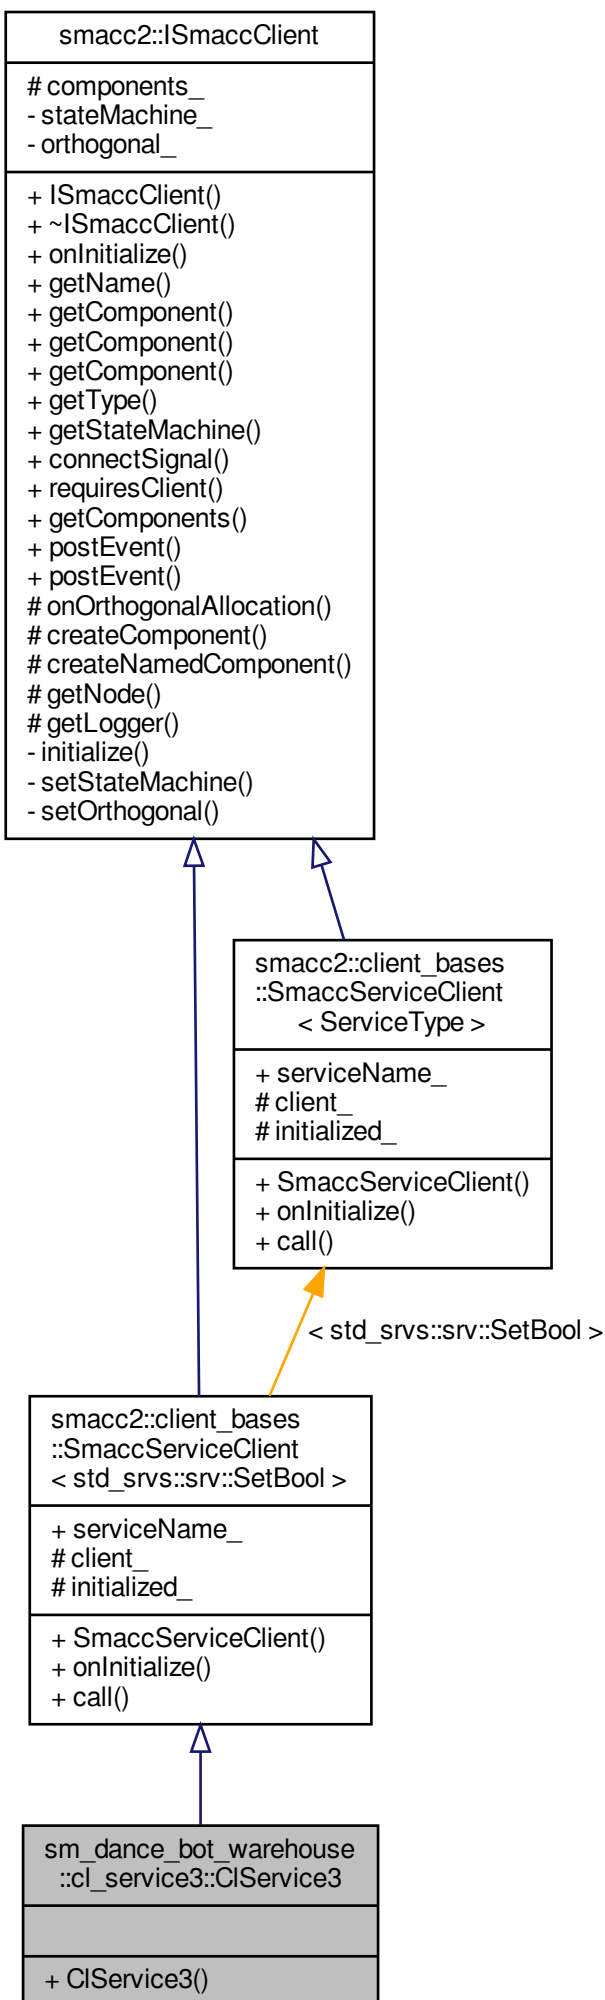 smacc2::ISmaccClient
# components_
- stateMachine_
- orthogonal_
+ ISmaccClient()
+ ~ISmaccClient()
+ onInitialize()
+ getName()
+ getComponent()
+ getComponent()
+ getComponent()
+ getType()
+ getStateMachine()
+ connectSignal()
+ requiresClient()
+ getComponents()
+ postEvent()
+ postEvent()
# onOrthogonalAllocation()
# createComponent()
# createNamedComponent()
# getNode()
# getLogger()
- initialize()
- setStateMachine()
- setOrthogonal()
smacc2::client_bases
::SmaccServiceClient
< ServiceType >
+ serviceName_
# client_
# initialized_
+ SmaccServiceClient()
+ onInitialize()
+ call()
< std_srvs::srv::SetBool >
smacc2::client_bases
::SmaccServiceClient
< std_srvs::srv::SetBool >
+ serviceName_
# client_
# initialized_
+ SmaccServiceClient()
+ onInitialize()
+ call()
sm_dance_bot_warehouse
::cl_service3::ClService3
+ ClService3()